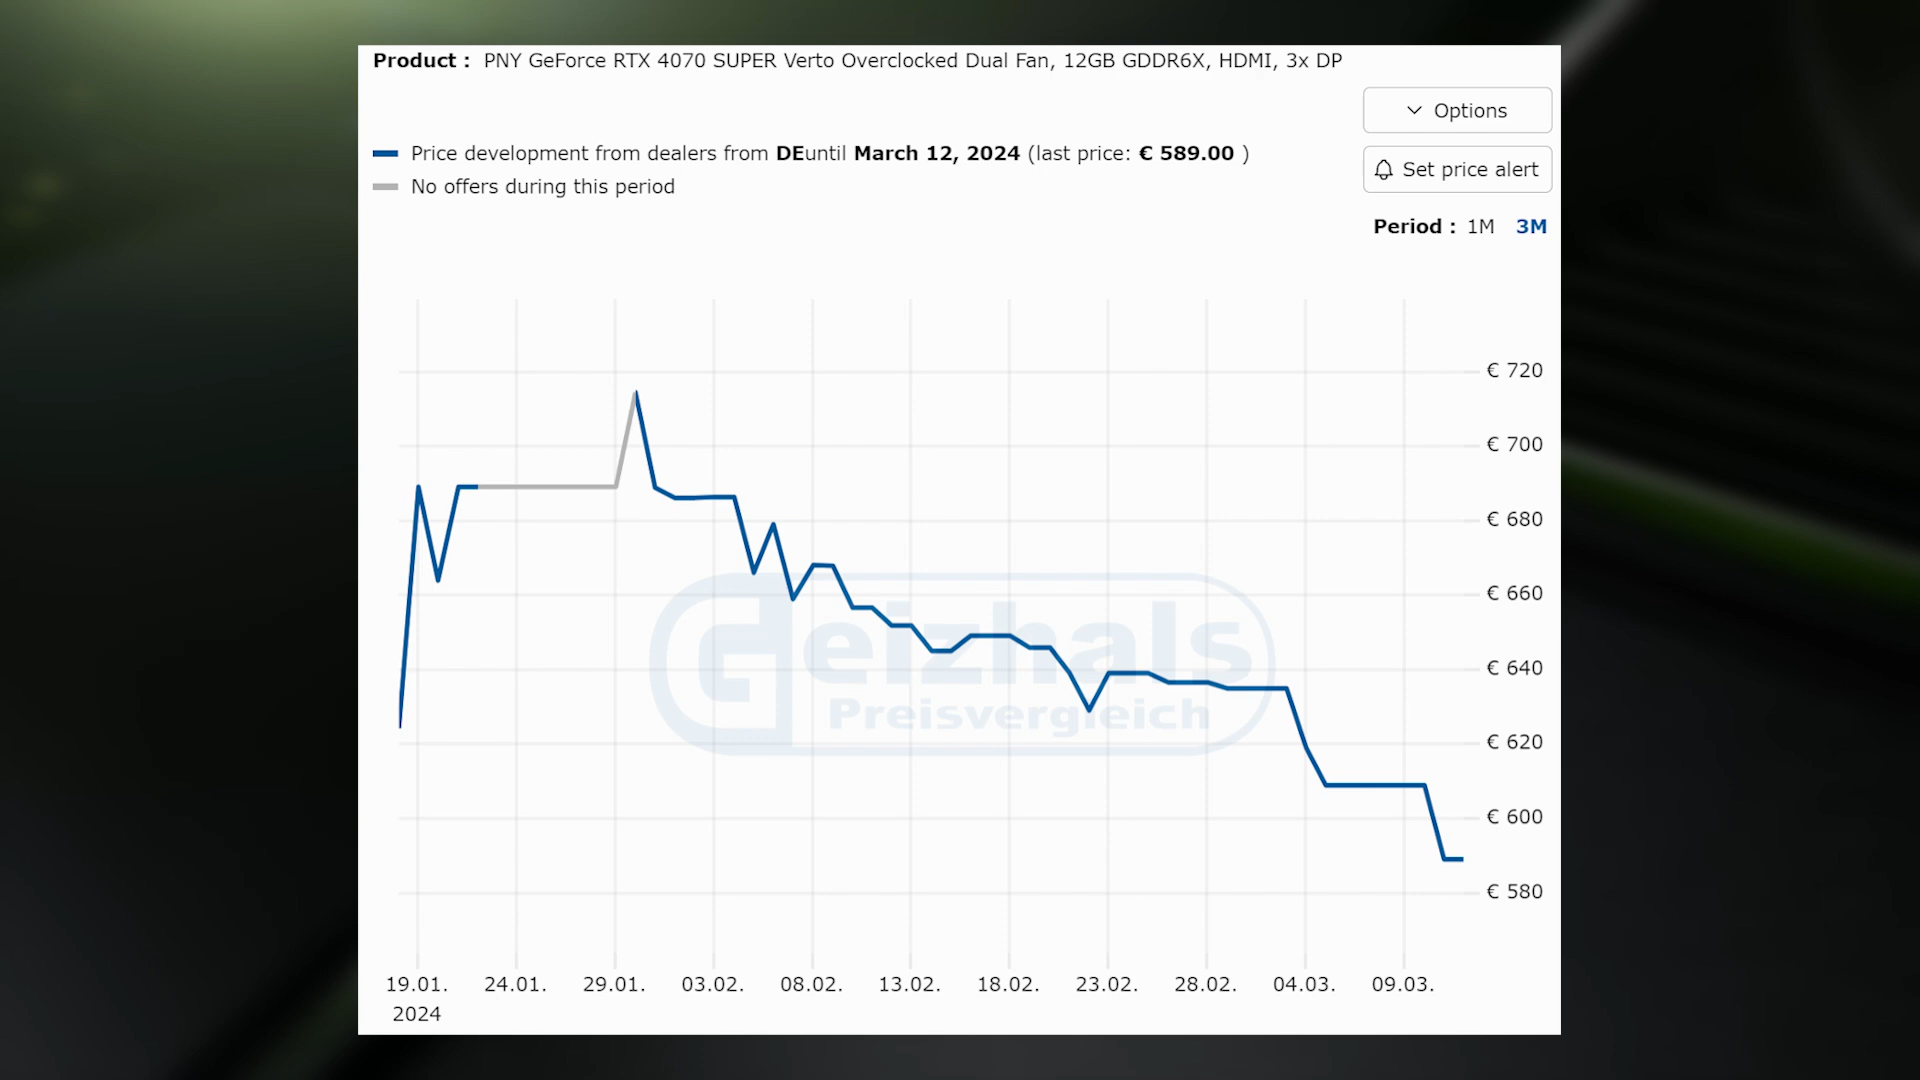 Product : PNY GeForce RTX 4070 SUPER Verto Overclocked Dual Fan, 12GB GDDR6X, HDMI, 3x DP
Options
Price development from dealers from DEuntil March 12, 2024 (last price: € 589.00 )
Set price alert
No offers during this period
Period : 1M 3M
€ 720
€ 700
€ 680
€ 660
€ 640
€ 620
€ 600
€ 580
Geizhals
Preisvergleich
19.01. 24.01. 29.01. 03.02. 08.02. 13.02. 18.02. 23.02. 28.02. 04.03. 09.03.
2024